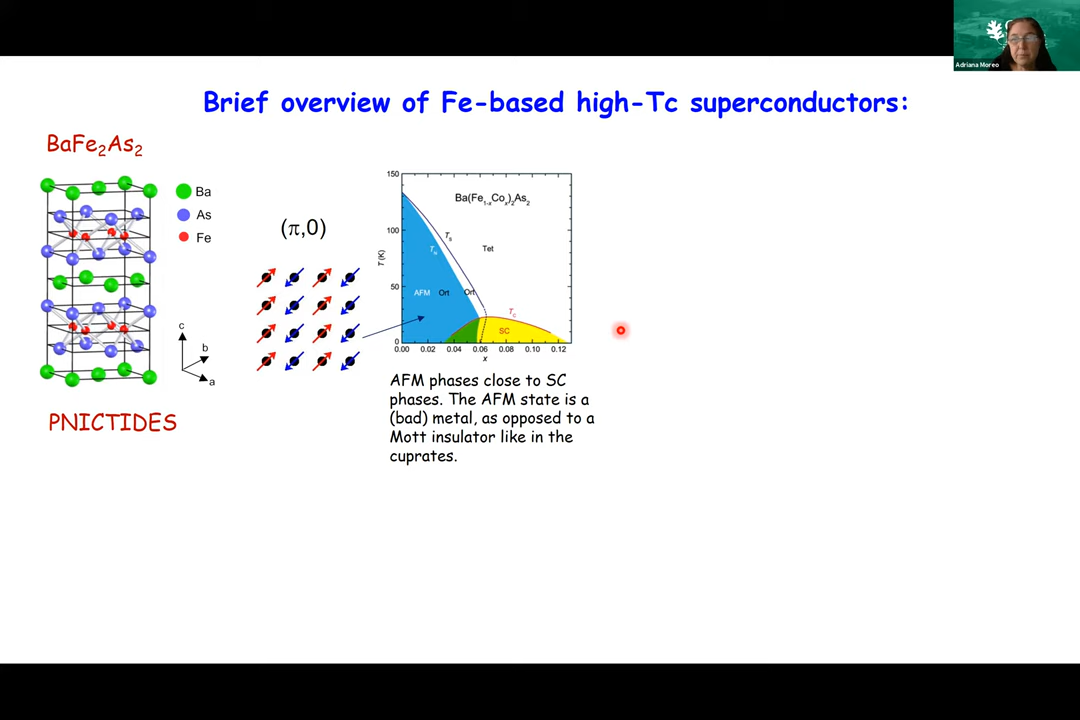 Adriana Moreo
Brief overview of Fe-based high-Tc superconductors:
BaFe₂As₂
Ba
As
Fe
c
b
a
PNICTIDES
(π,0)
150
100
50
0
T (K)
Ba(Fe₁₋ₓCoₓ)₂As₂
Tₛ
T_N
Tet
AFM
Ort
Ort
T_c
SC
0.00 0.02 0.04 0.06 0.08 0.10 0.12
x
AFM phases close to SC
phases. The AFM state is a
(bad) metal, as opposed to a
Mott insulator like in the
cuprates.